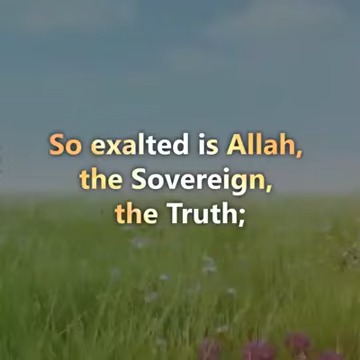 So exalted is Allah,
the Sovereign,
the Truth;